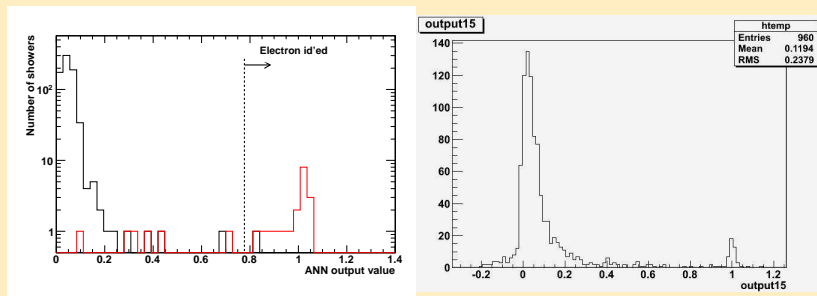 Number of showers
Electron id'ed
10²
10
1
0 0.2 0.4 0.6 0.8 1 1.2 1.4
ANN output value
output15
htemp
Entries 960
Mean 0.1194
RMS 0.2379
140
120
100
80
60
40
20
0
-0.2 0 0.2 0.4 0.6 0.8 1 1.2
output15